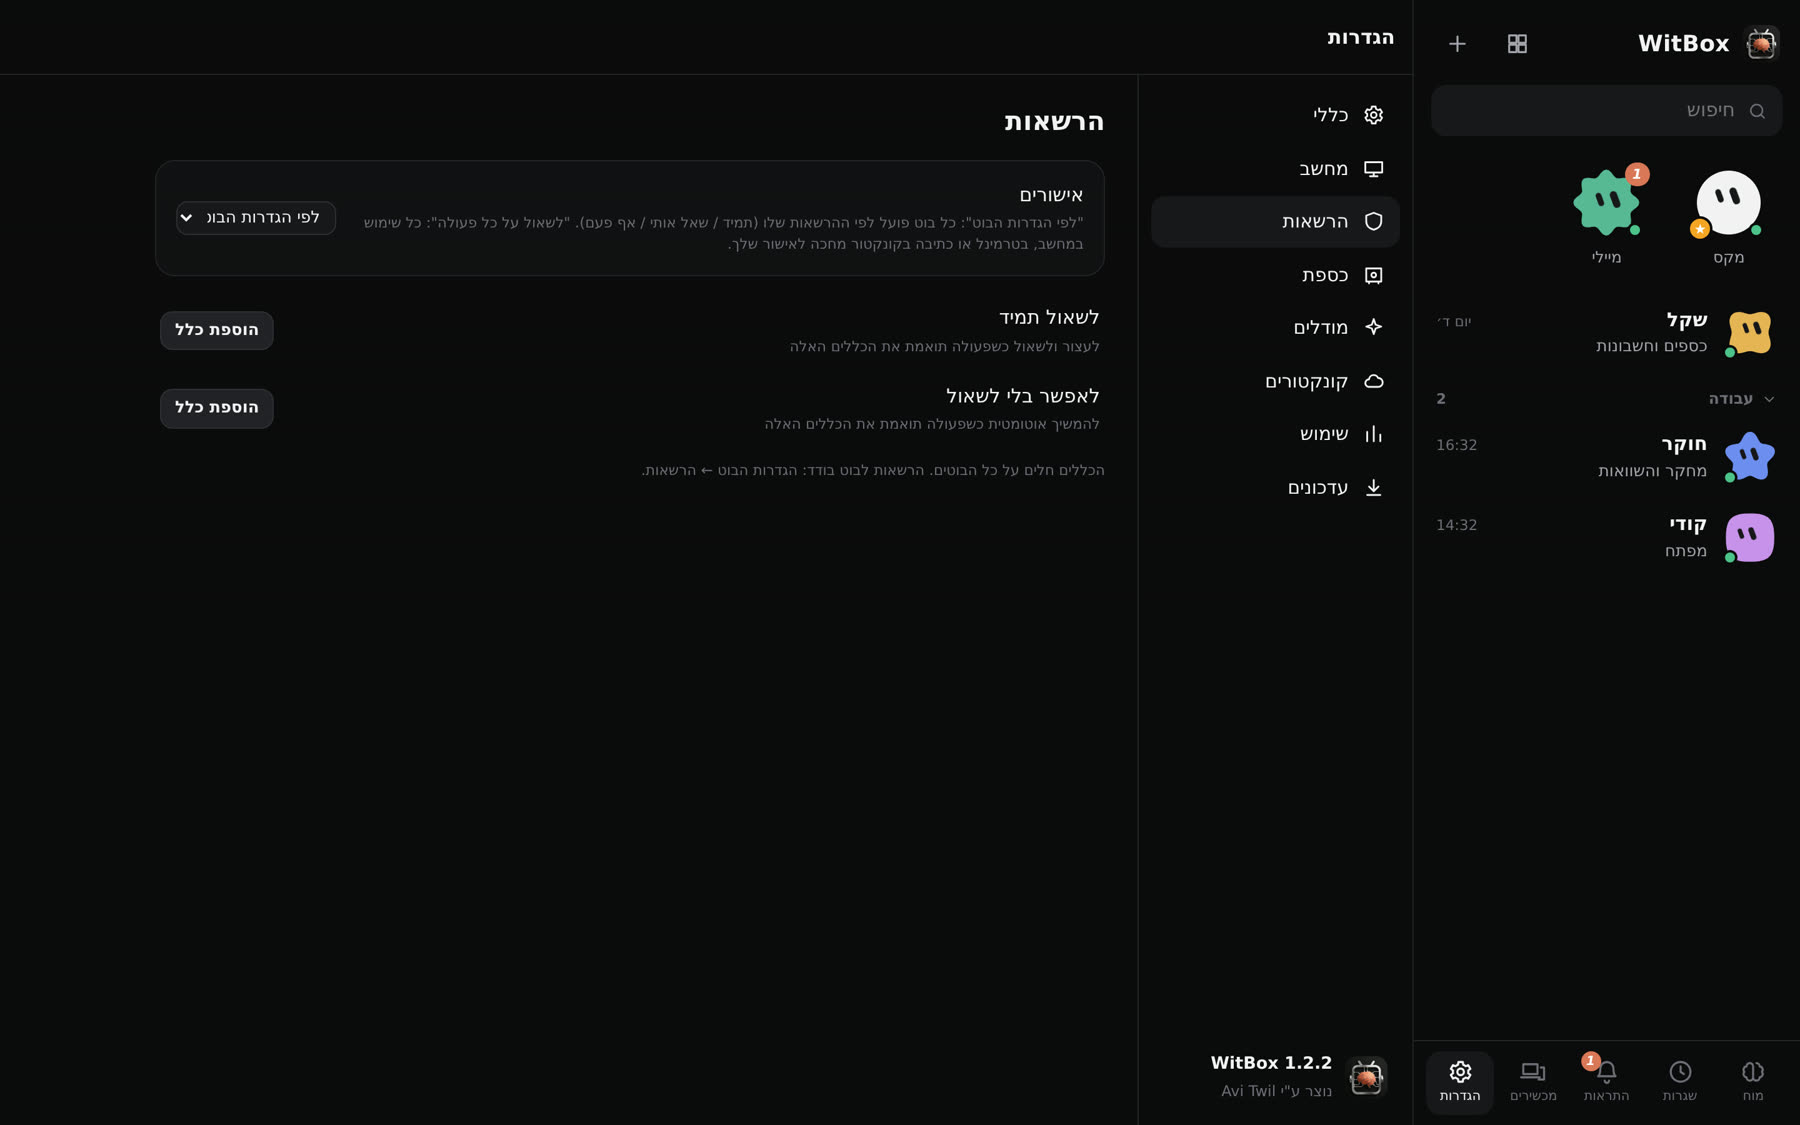 WitBox
חיפוש
1
מקס
מיילי
שקל
יום ד׳
כספים וחשבונות
עבודה
2
חוקר
16:32
מחקר והשוואות
קודי
14:32
מפתח
מוח
שגרות
1
התראות
מכשירים
הגדרות
הגדרות
כללי
מחשב
הרשאות
כספת
מודלים
קונקטורים
שימוש
עדכונים
WitBox 1.2.2
נוצר ע"י Avi Twil
הרשאות
אישורים
"לפי הגדרות הבוט": כל בוט פועל לפי ההרשאות שלו (תמיד / שאל אותי / אף פעם). "לשאול על כל פעולה": כל שימוש
במחשב, בטרמינל או כתיבה בקונקטור מחכה לאישור שלך.
לפי הגדרות הבוט
לשאול תמיד
לעצור ולשאול כשפעולה תואמת את הכללים האלה
הוספת כלל
לאפשר בלי לשאול
להמשיך אוטומטית כשפעולה תואמת את הכללים האלה
הוספת כלל
הכללים חלים על כל הבוטים. הרשאות לבוט בודד: הגדרות הבוט ← הרשאות.